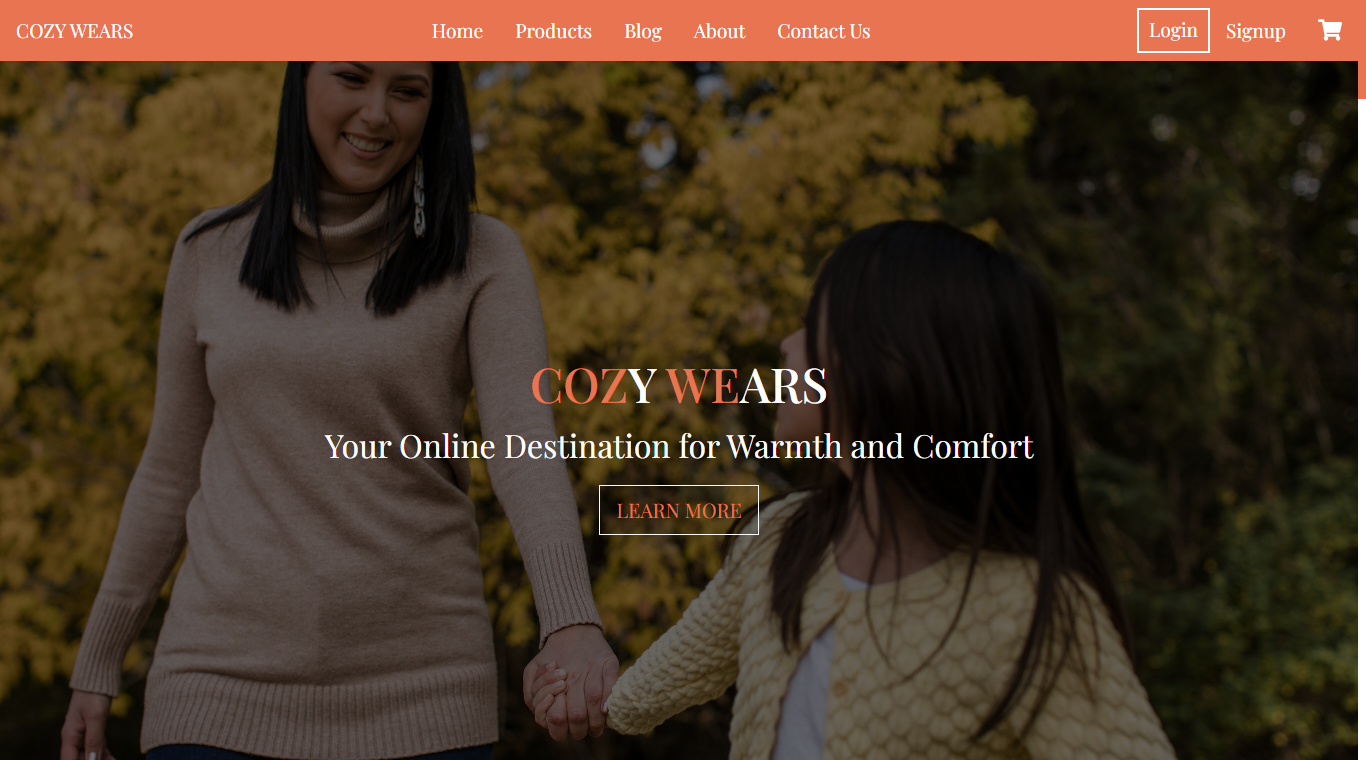 COZY WEARS Home Products Blog About Contact Us Login Signup
COZY WEARS
Your Online Destination for Warmth and Comfort
LEARN MORE